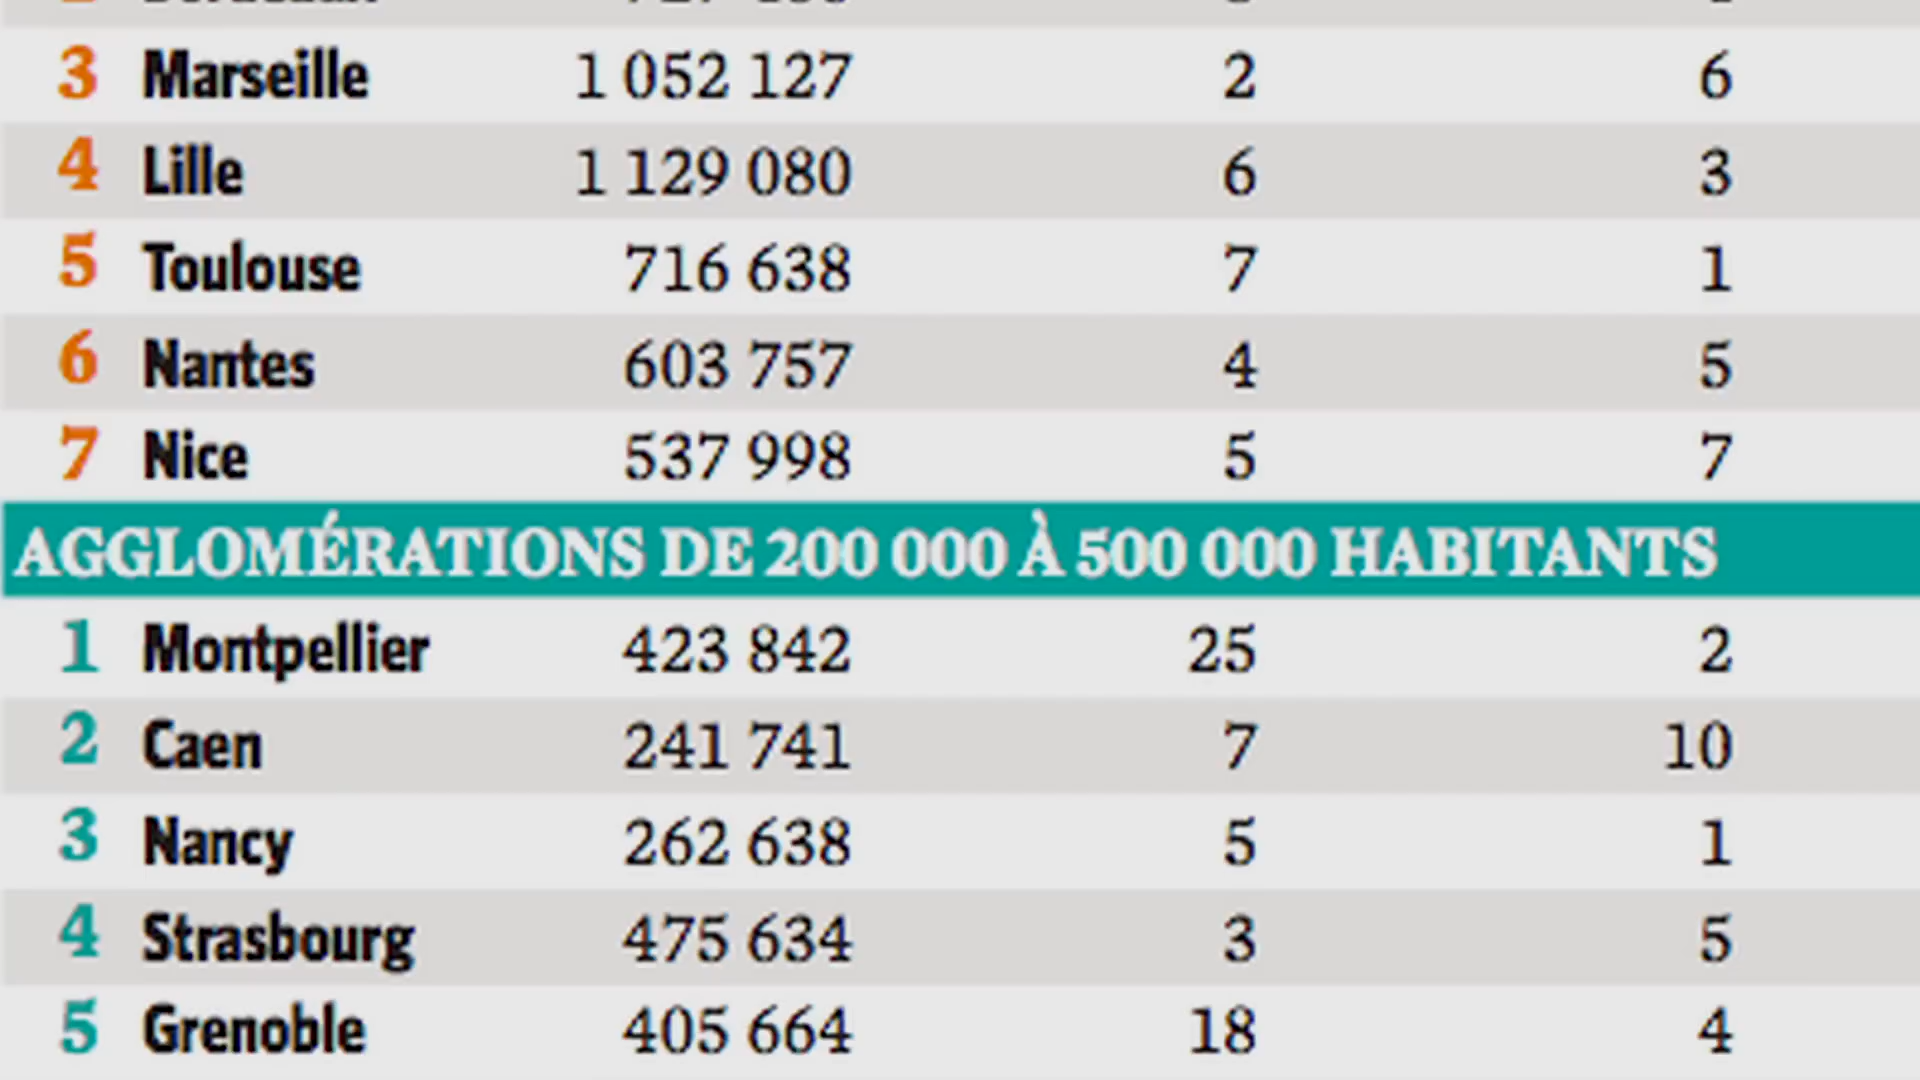 3 Marseille 1 052 127 2 6
4 Lille 1 129 080 6 3
5 Toulouse 716 638 7 1
6 Nantes 603 757 4 5
7 Nice 537 998 5 7
AGGLOMÉRATIONS DE 200 000 À 500 000 HABITANTS
1 Montpellier 423 842 25 2
2 Caen 241 741 7 10
3 Nancy 262 638 5 1
4 Strasbourg 475 634 3 5
5 Grenoble 405 664 18 4